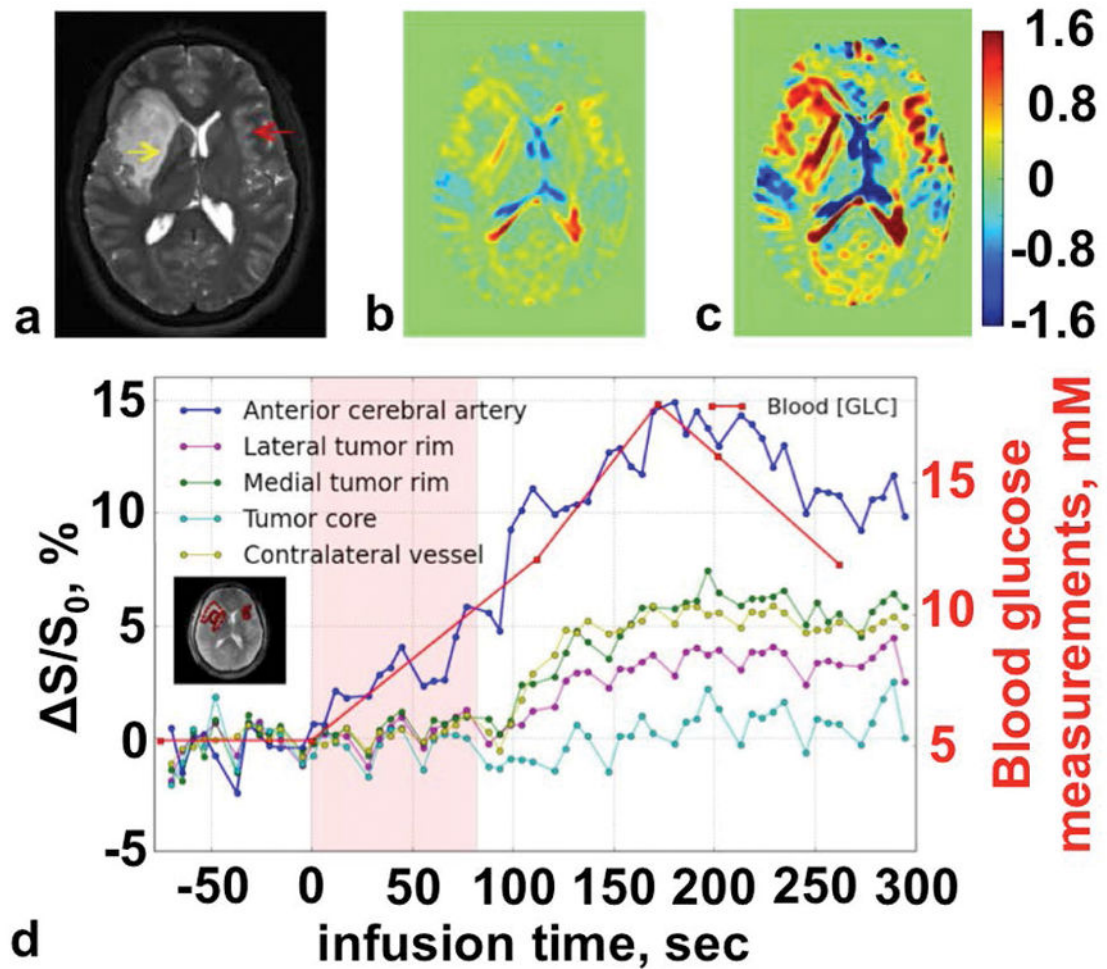 a
b
c
1.6
0.8
0
-0.8
-1.6
15
10
5
0
-5
ΔS/S0, %
Anterior cerebral artery
Lateral tumor rim
Medial tumor rim
Tumor core
Contralateral vessel
Blood [GLC]
15
10
5
Blood glucose
measurements, mM
-50 0 50 100 150 200 250 300
infusion time, sec
d